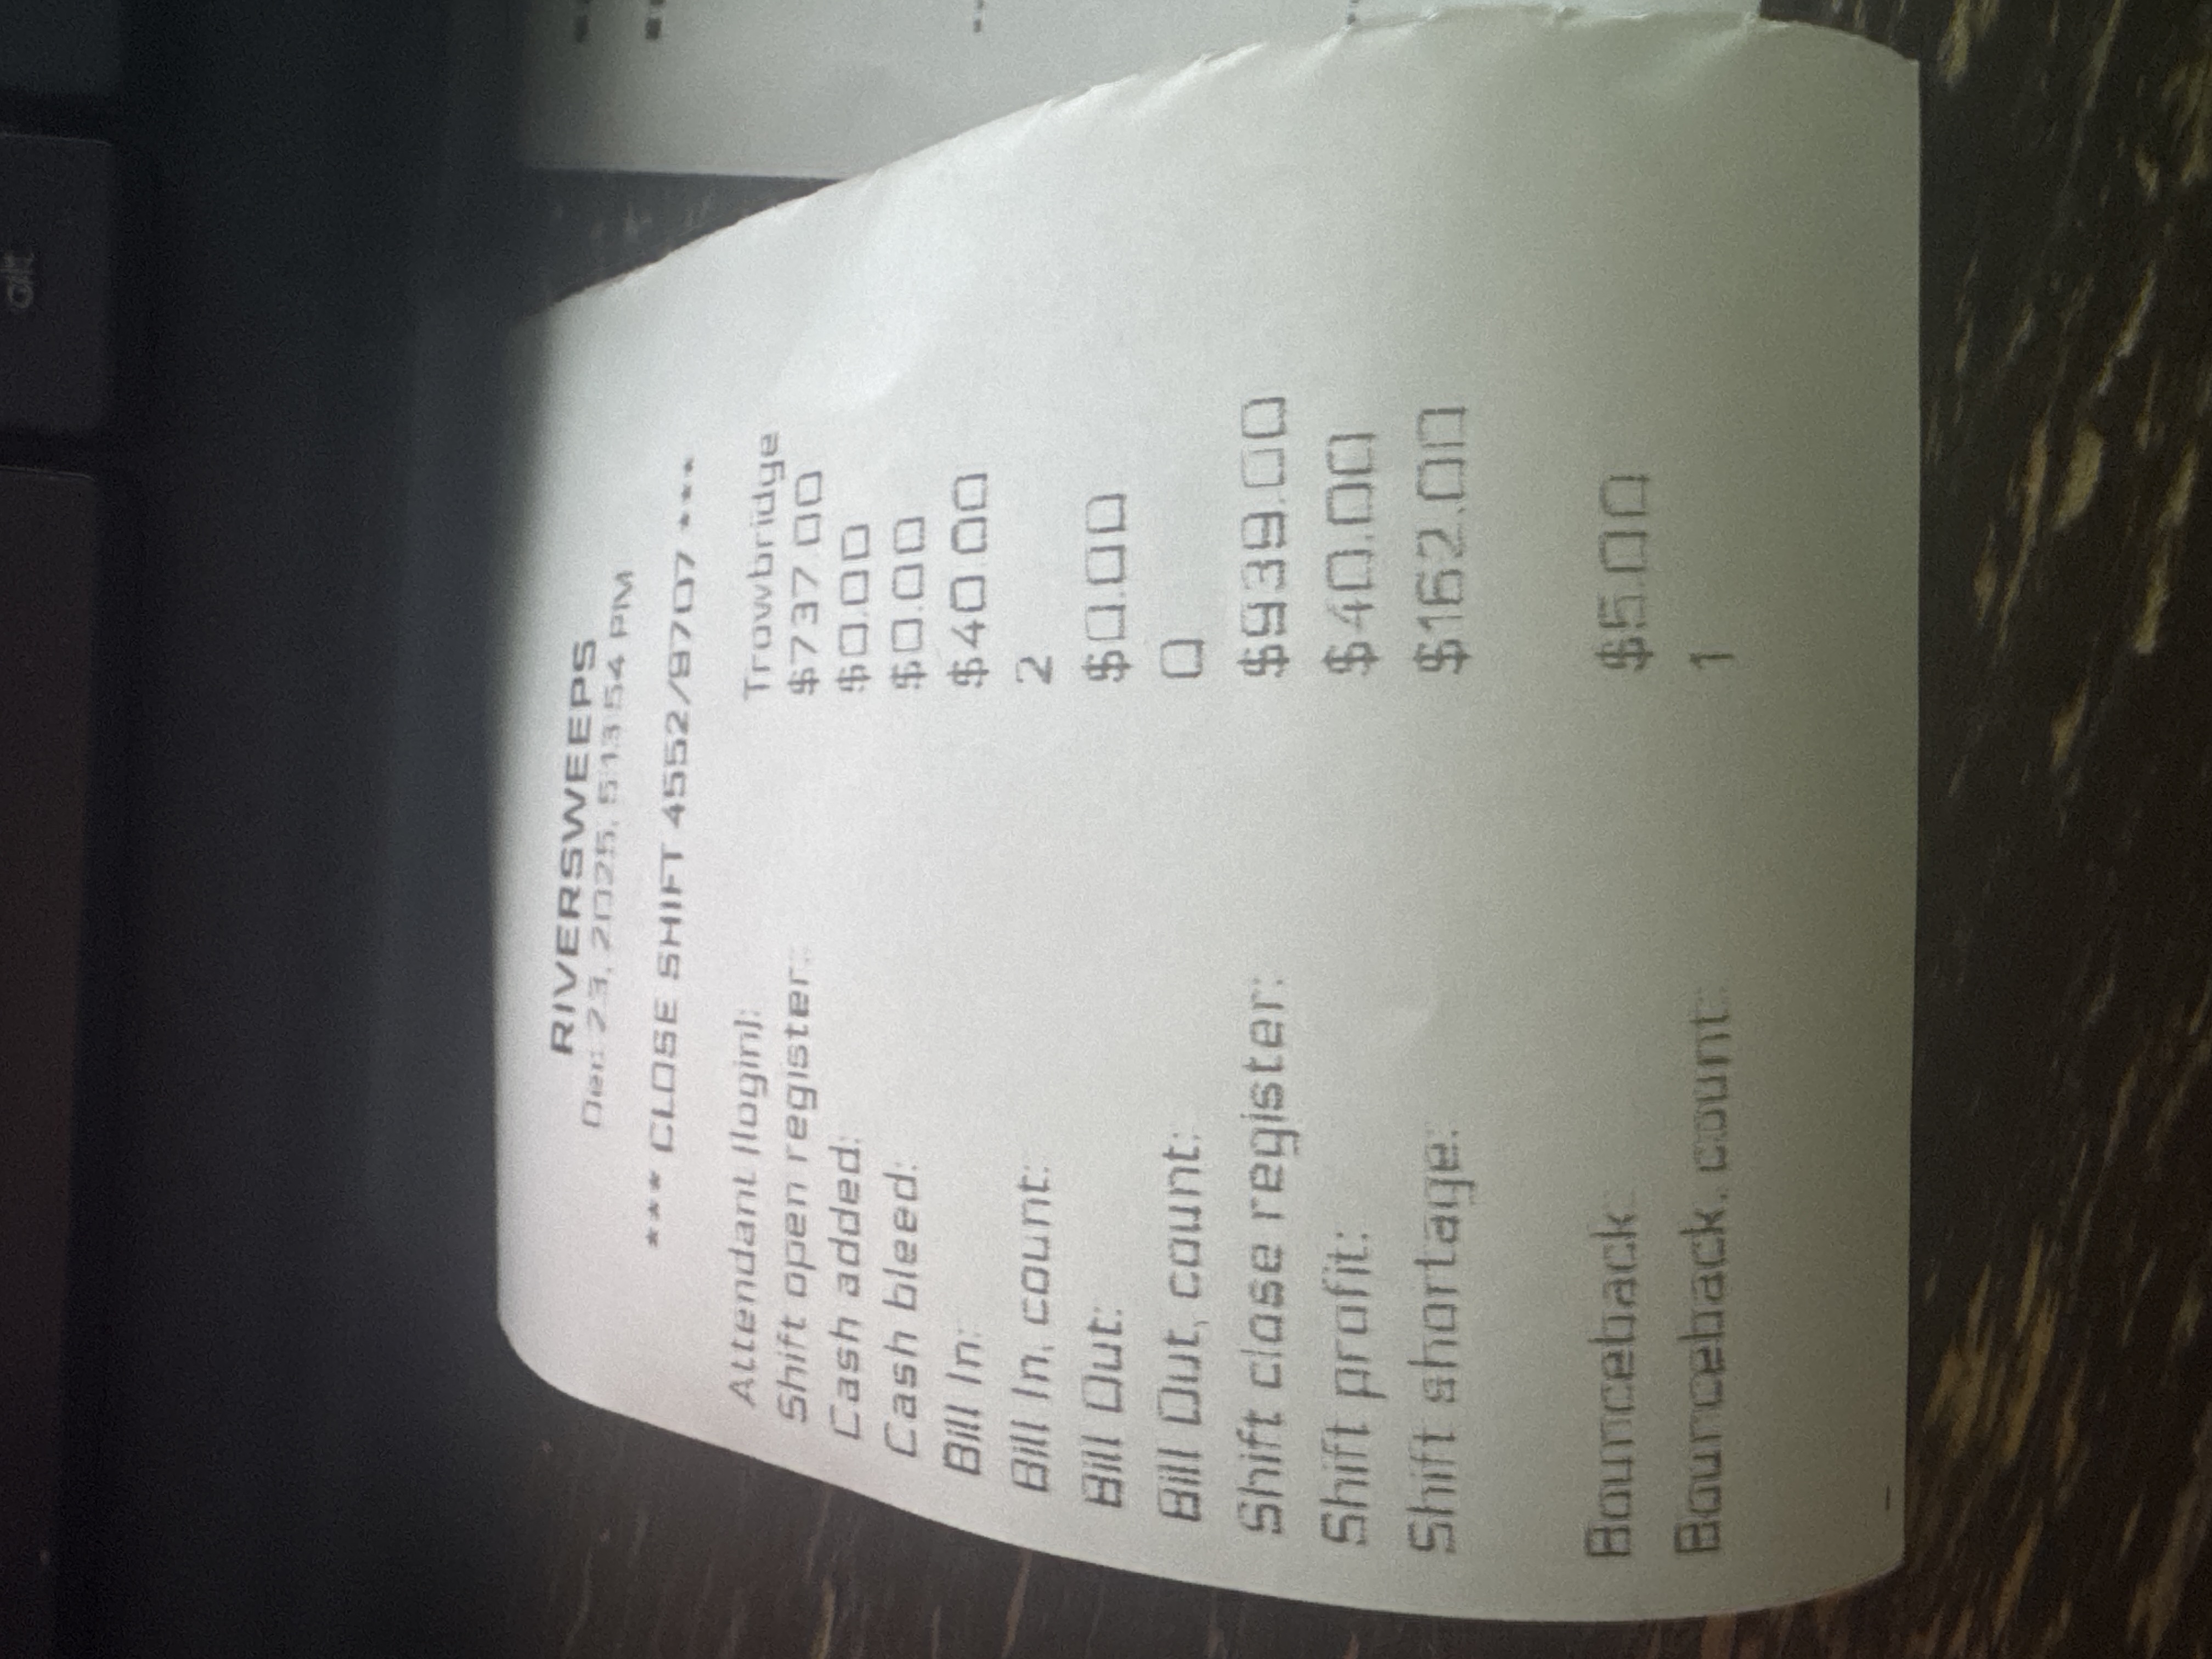 RIVERSWEEPS
Dec 23, 2025, 5:13:54 PM
**** CLOSE SHIFT 4552/9707 ****
Attendant (login): Trowbridge
Shift open register: $737.00
Cash added: $0.00
Cash bleed: $0.00
Bill In: $40.00
Bill In, count: 2
Bill Out: $0.00
Bill Out, count: 0
Shift close register: $939.00
Shift profit: $40.00
Shift shortage: $162.00
Bounceback: $5.00
Bounceback, count: 1
alt